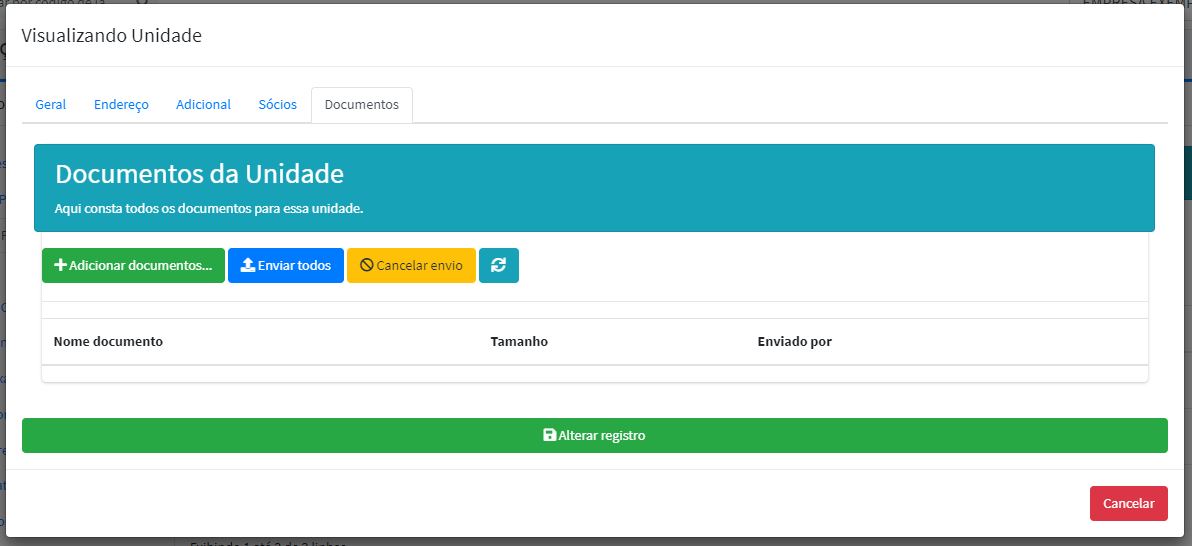 Visualizando Unidade
Geral Endereço Adicional Sócios Documentos
Documentos da Unidade
Aqui consta todos os documentos para essa unidade.
Adicionar documentos... Enviar todos Cancelar envio
Nome documento Tamanho Enviado por
Alterar registro
Cancelar